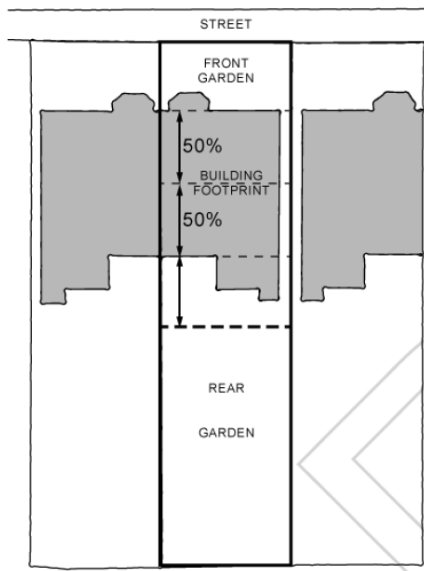 STREET
FRONT
GARDEN
50%
BUILDING
FOOTPRINT
50%
REAR
GARDEN